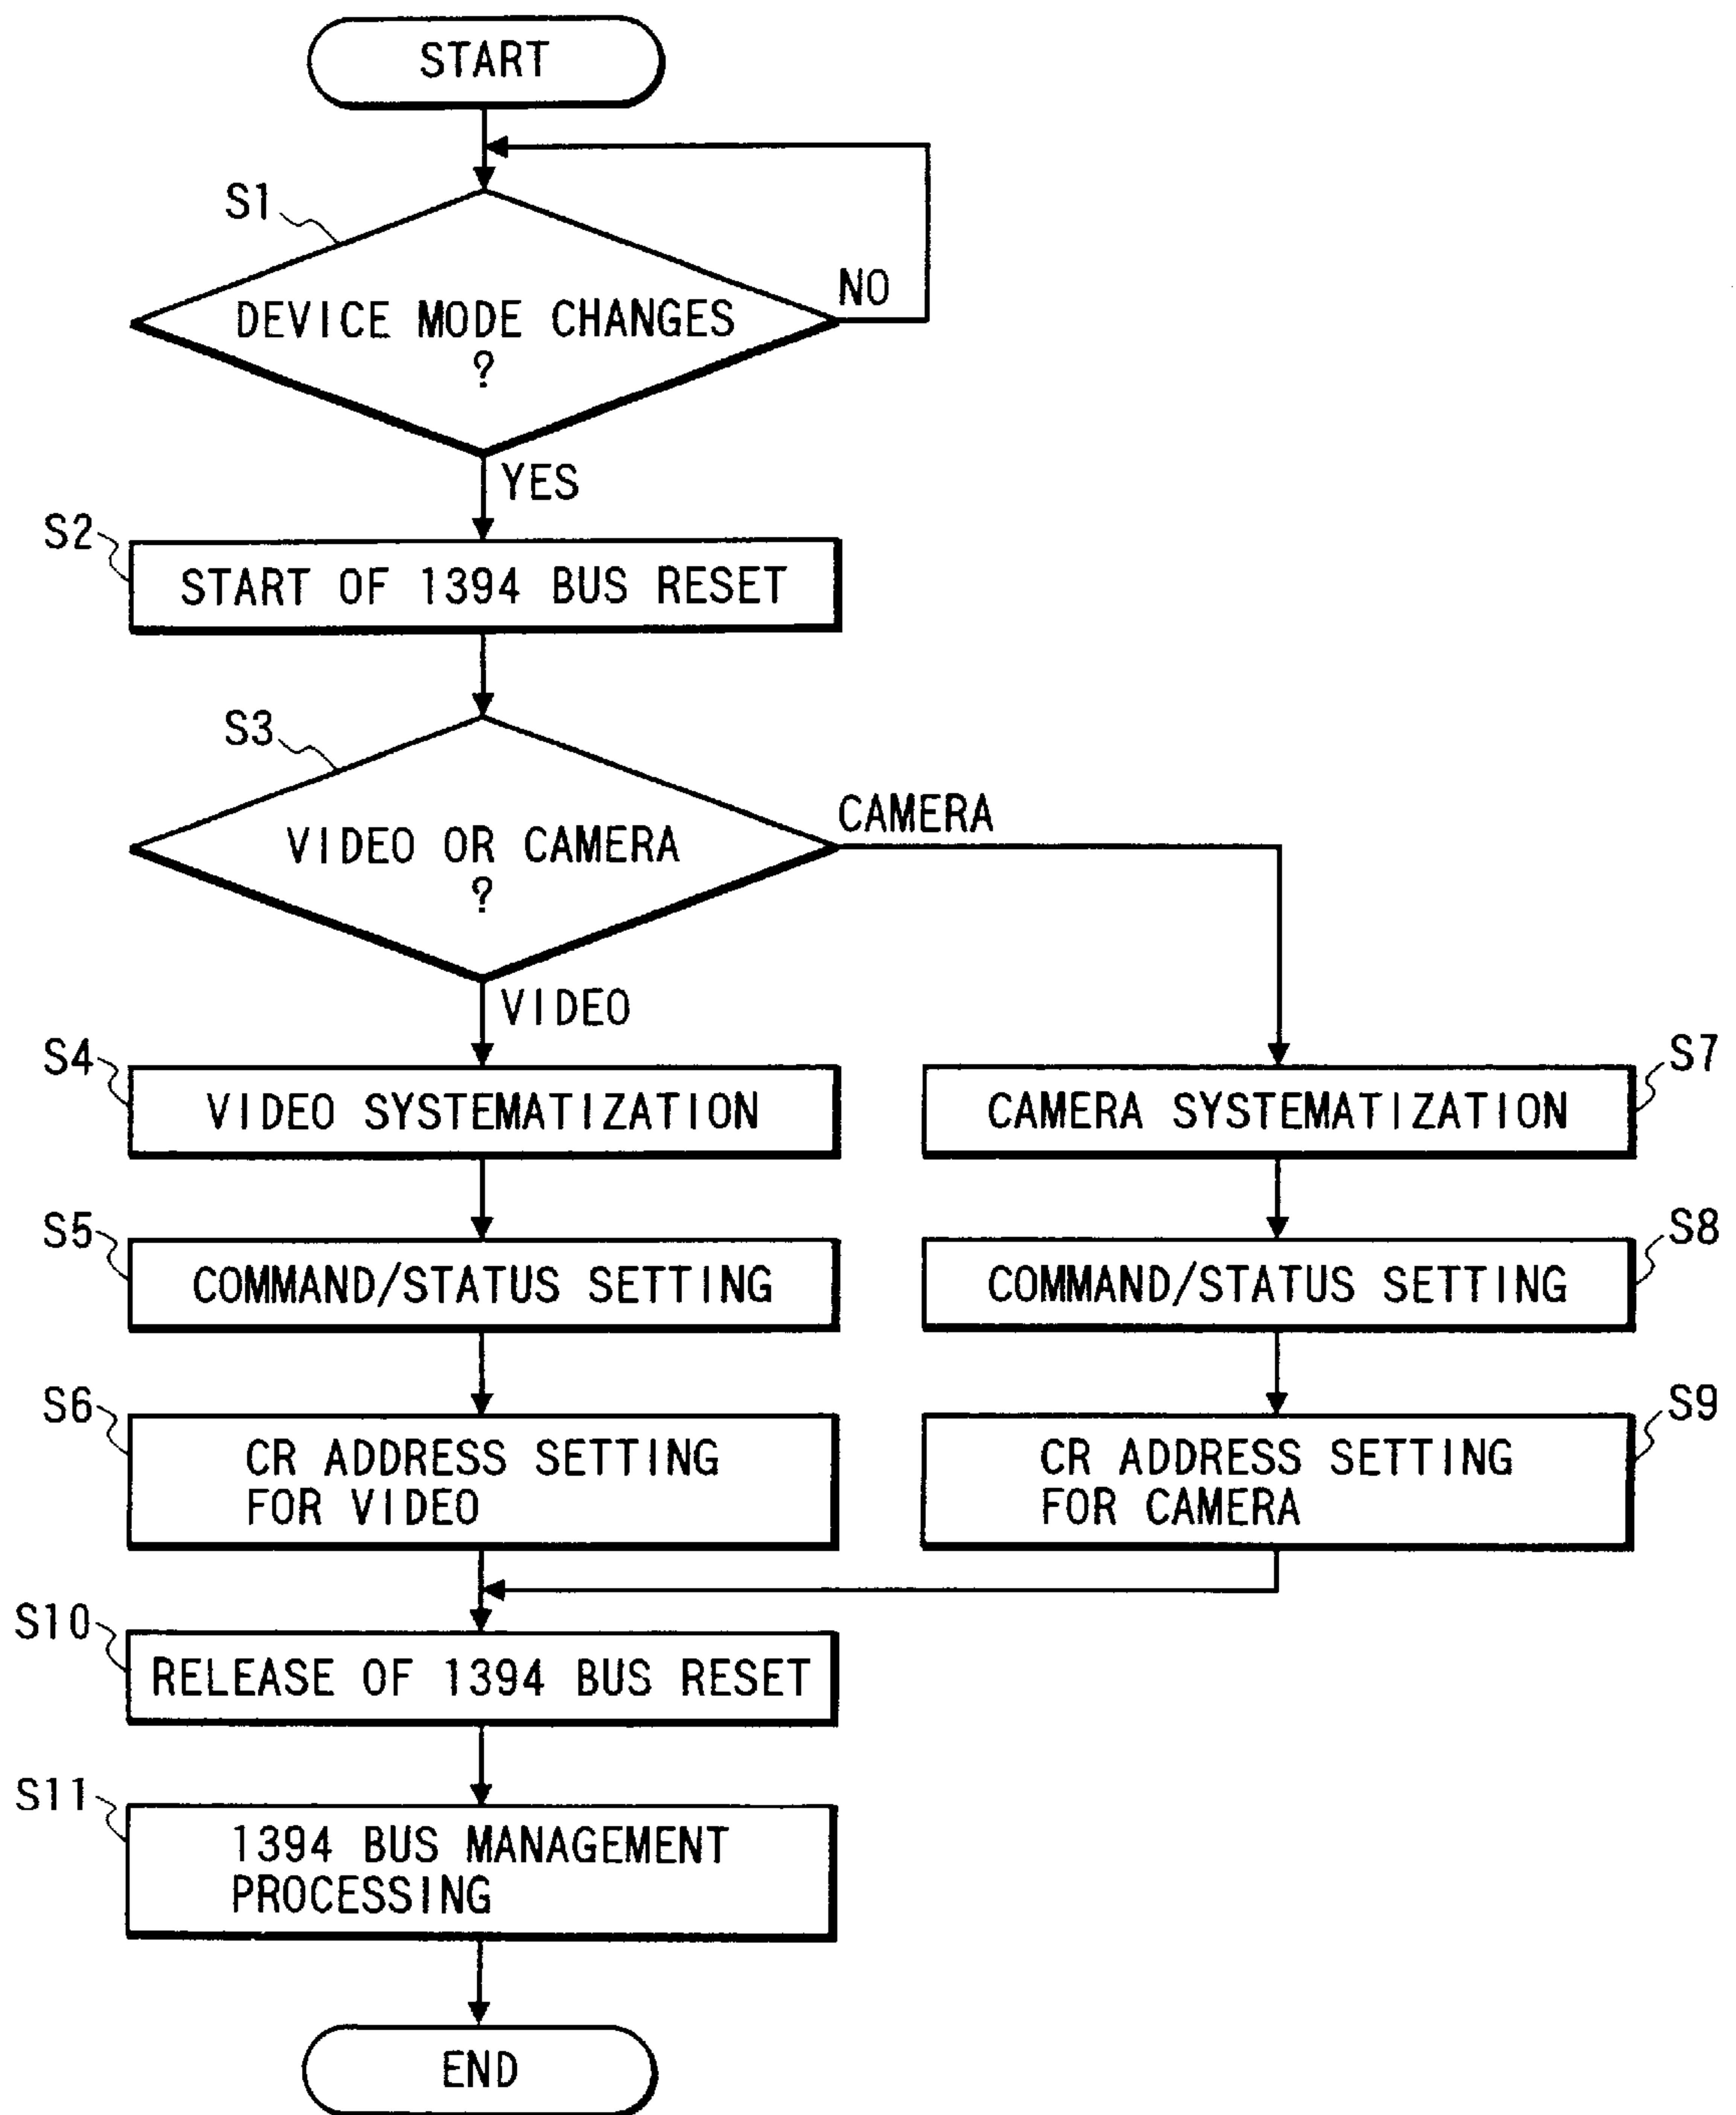 START
S1
DEVICE MODE CHANGES
?
NO
YES
S2
START OF 1394 BUS RESET
S3
VIDEO OR CAMERA
?
CAMERA
VIDEO
S4
VIDEO SYSTEMATIZATION
S7
CAMERA SYSTEMATIZATION
S5
COMMAND/STATUS SETTING
S8
COMMAND/STATUS SETTING
S6
CR ADDRESS SETTING
FOR VIDEO
S9
CR ADDRESS SETTING
FOR CAMERA
S10
RELEASE OF 1394 BUS RESET
S11
1394 BUS MANAGEMENT
PROCESSING
END